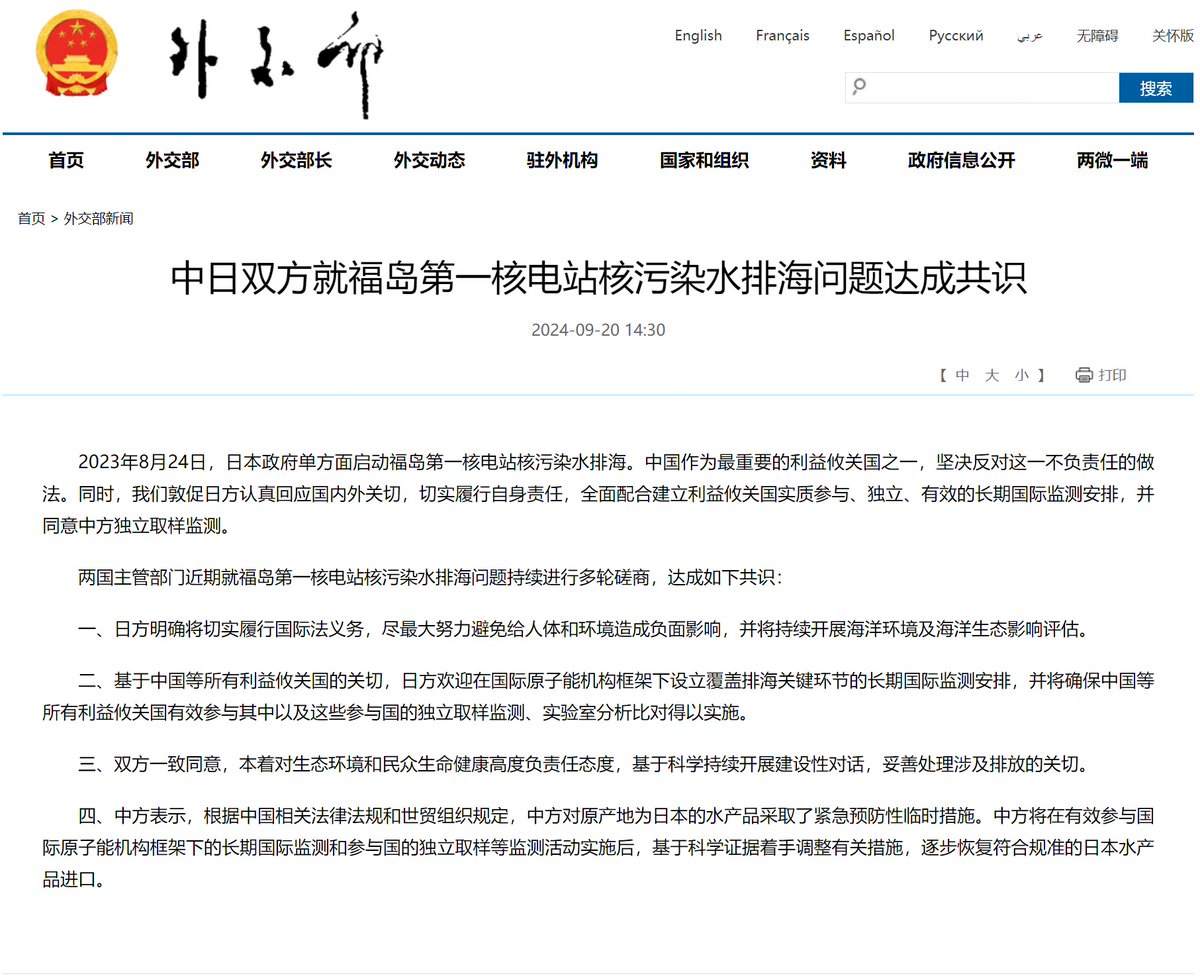 外交部
English Français Español Русский عربي 无障碍 关怀版
搜索
首页 外交部 外交部长 外交动态 驻外机构 国家和组织 资料 政府信息公开 两微一端
首页 > 外交部新闻
中日双方就福岛第一核电站核污染水排海问题达成共识
2024-09-20 14:30
【 中 大 小 】 打印
2023年8月24日，日本政府单方面启动福岛第一核电站核污染水排海。中国作为最重要的利益攸关国之一，坚决反对这一不负责任的做
法。同时，我们敦促日方认真回应国内外关切，切实履行自身责任，全面配合建立利益攸关国实质参与、独立、有效的长期国际监测安排，并
同意中方独立取样监测。
两国主管部门近期就福岛第一核电站核污染水排海问题持续进行多轮磋商，达成如下共识：
一、日方明确将切实履行国际法义务，尽最大努力避免给人体和环境造成负面影响，并将持续开展海洋环境及海洋生态影响评估。
二、基于中国等所有利益攸关国的关切，日方欢迎在国际原子能机构框架下设立覆盖排海关键环节的长期国际监测安排，并将确保中国等
所有利益攸关国有效参与其中以及这些参与国的独立取样监测、实验室分析比对得以实施。
三、双方一致同意，本着对生态环境和民众生命健康高度负责任态度，基于科学持续开展建设性对话，妥善处理涉及排放的关切。
四、中方表示，根据中国相关法律法规和世贸组织规定，中方对原产地为日本的水产品采取了紧急预防性临时措施。中方将在有效参与国
际原子能机构框架下的长期国际监测和参与国的独立取样等监测活动实施后，基于科学证据着手调整有关措施，逐步恢复符合规准的日本水产
品进口。